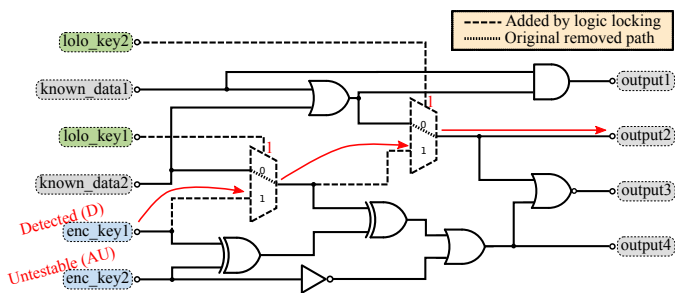 lolo_key2
Added by logic locking
Original removed path
known_data1
output1
1
lolo_key1
0
output2
1
1
0
known_data2
1
output3
Detected (D)
enc_key1
output4
Untestable (AU)
enc_key2